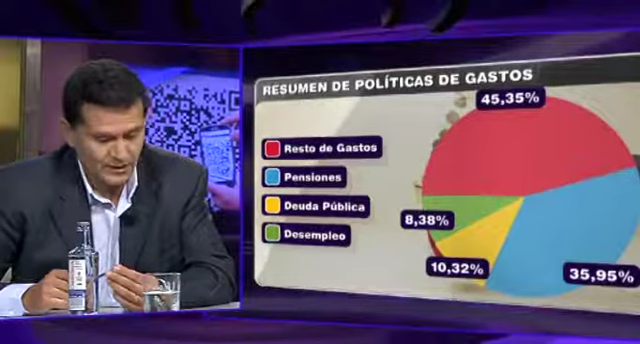 RESUMEN DE POLÍTICAS DE GASTOS
45,35%
Resto de Gastos
Pensiones
Deuda Pública
Desempleo
8,38%
10,32%
35,95%